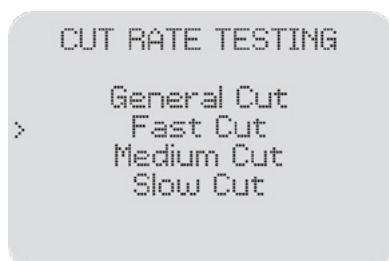 CUT RATE TESTING
General Cut
> Fast Cut
Medium Cut
Slow Cut